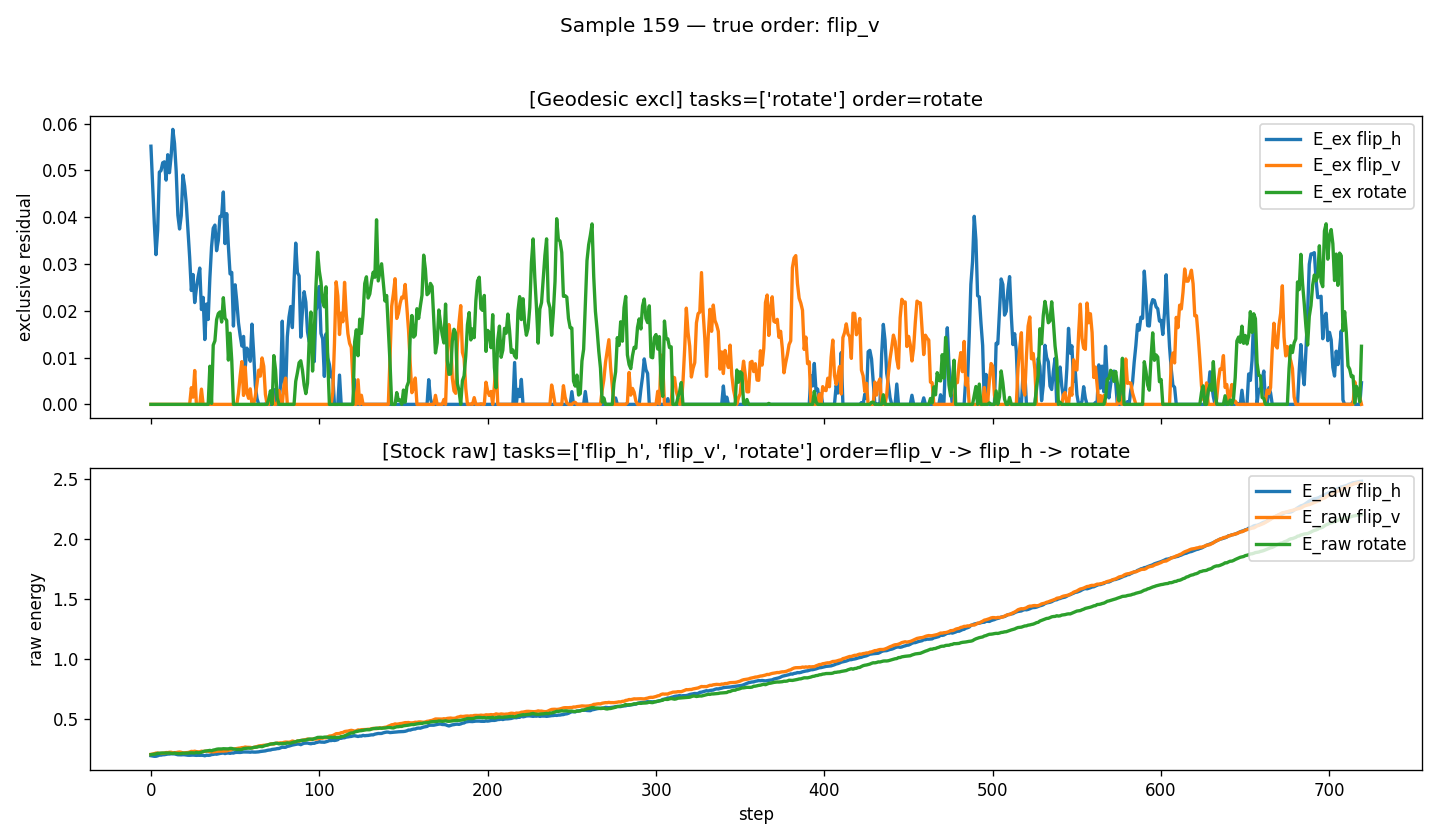 Sample 159 — true order: flip_v
[Geodesic excl] tasks=['rotate'] order=rotate
0.06
0.05
0.04
0.03
0.02
0.01
0.00
exclusive residual
E_ex flip_h
E_ex flip_v
E_ex rotate
[Stock raw] tasks=['flip_h', 'flip_v', 'rotate'] order=flip_v -> flip_h -> rotate
2.5
2.0
1.5
1.0
0.5
raw energy
E_raw flip_h
E_raw flip_v
E_raw rotate
0 100 200 300 400 500 600 700
step